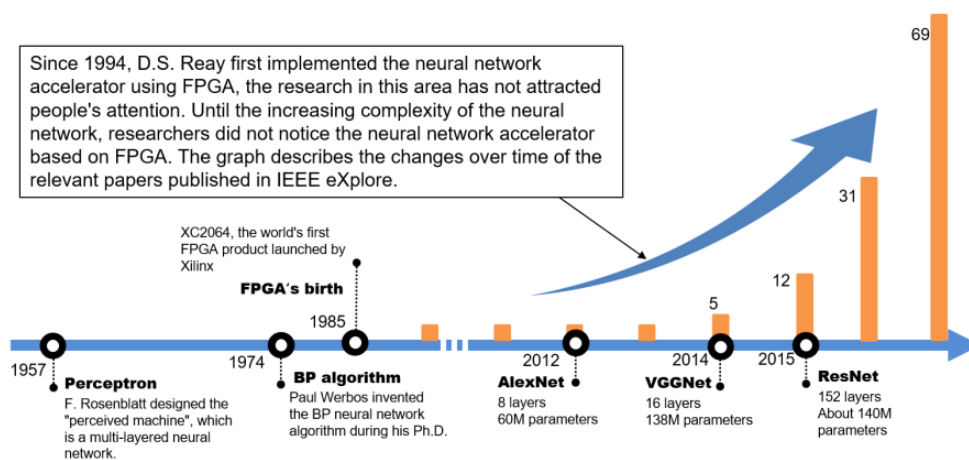 69
Since 1994, D.S. Reay first implemented the neural network
accelerator using FPGA, the research in this area has not attracted
people's attention. Until the increasing complexity of the neural
network, researchers did not notice the neural network accelerator
based on FPGA. The graph describes the changes over time of the
relevant papers published in IEEE eXplore.
31
XC2064, the world's first
FPGA product launched by
Xilinx
FPGA's birth
12
5
1985
1957
1974
2012
2014
2015
Perceptron
F. Rosenblatt designed the
"perceived machine", which
is a multi-layered neural
network.
BP algorithm
Paul Werbos invented
the BP neural network
algorithm during his Ph.D.
AlexNet
8 layers
60M parameters
VGGNet
16 layers
138M parameters
ResNet
152 layers
About 140M
parameters